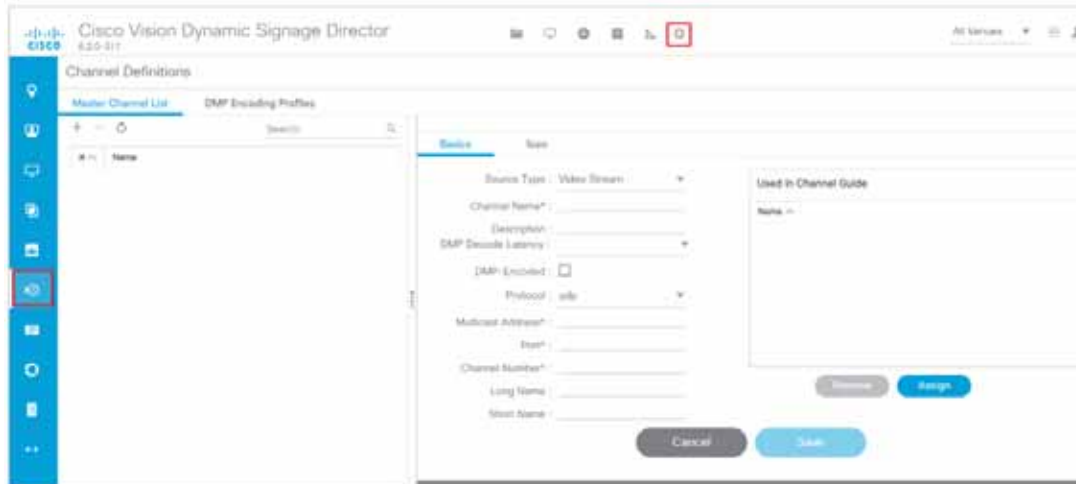 CISCO Cisco Vision Dynamic Signage Director
All Venues
Channel Definitions
Master Channel List DMP Encoding Profiles
Search
# Name
Basics Icon
Source Type : Video Stream
Channel Name* :
Description :
DMP Decode Latency :
DMP-Encoded :
Protocol : udp
Multicast Address* :
Port* :
Channel Number* :
Long Name :
Short Name :
Used In Channel Guide
Name
Remove Assign
Cancel Save